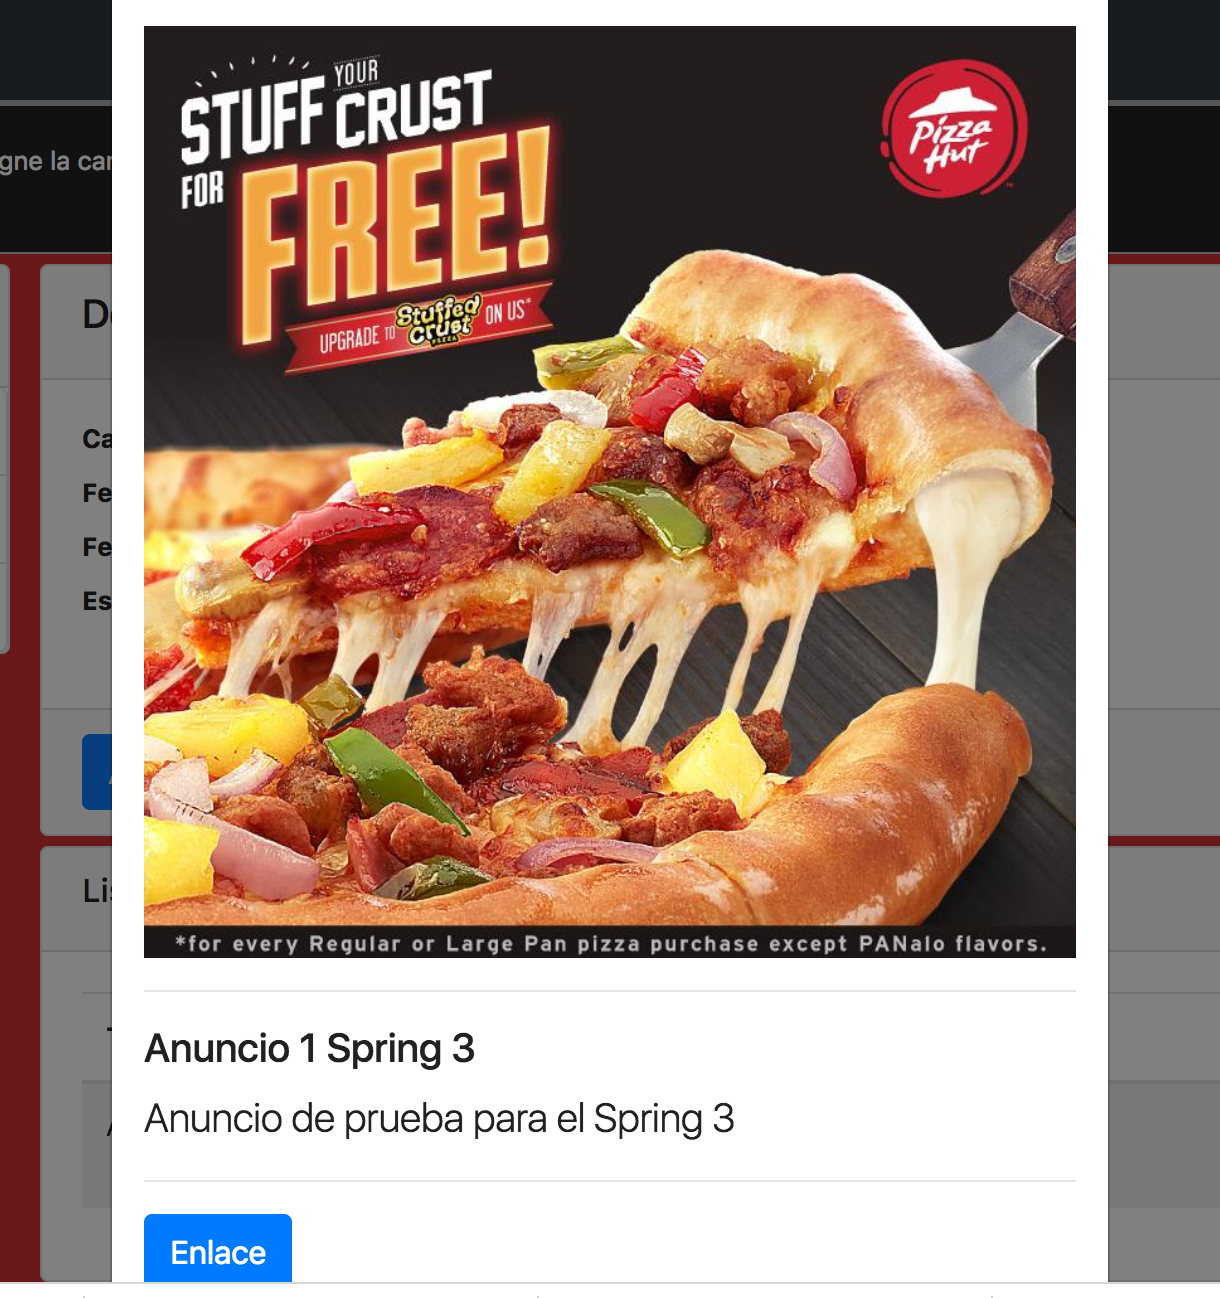 STUFF YOUR CRUST
FOR FREE!
UPGRADE TO Stuffed Crust PIZZA ON US*
Pizza Hut
gne la car
D
Ca
Fe
Fe
Es
Li
*for every Regular or Large Pan pizza purchase except PANalo flavors.
Anuncio 1 Spring 3
Anuncio de prueba para el Spring 3
Enlace